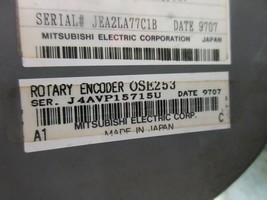 SERIAL# JEA2LA77C1B DATE 9707
MITSUBISHI ELECTRIC CORPORATION JAPAN
ROTARY ENCODER OSE253
SER. J4AVP15715U DATE 9707
A1 MITSUBISHI ELECTRIC CORP. C
MADE IN JAPAN